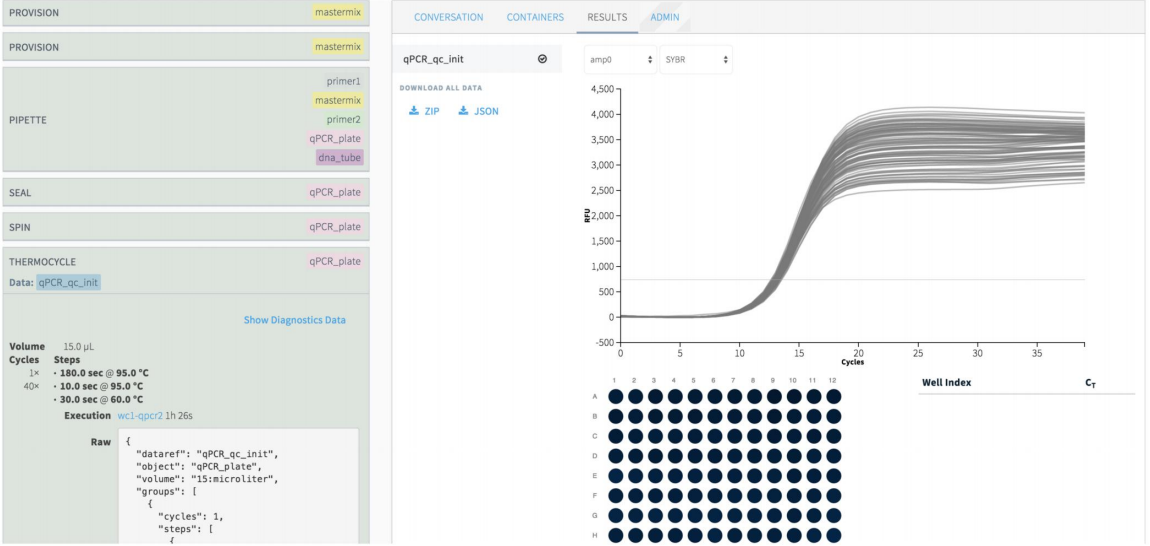 PROVISION mastermix
PROVISION mastermix
PIPETTE
primer1
mastermix
primer2
qPCR_plate
dna_tube
SEAL qPCR_plate
SPIN qPCR_plate
THERMOCYCLE qPCR_plate
Data: qPCR_qc_init
Show Diagnostics Data
Volume 15.0 µL
Cycles Steps
1× · 180.0 sec @ 95.0 °C
40× · 10.0 sec @ 95.0 °C
· 30.0 sec @ 60.0 °C
Execution wc1-qpcr2 1h 26s
Raw {
"dataref": "qPCR_qc_init",
"object": "qPCR_plate",
"volume": "15:microliter",
"groups": [
{
"cycles": 1,
"steps": [
{
CONVERSATION CONTAINERS RESULTS ADMIN
qPCR_qc_init
DOWNLOAD ALL DATA
ZIP JSON
amp0 SYBR
4,500
4,000
3,500
3,000
2,500
2,000
1,500
1,000
500
0
-500
RFU
0 5 10 15 20 25 30 35
Cycles
1 2 3 4 5 6 7 8 9 10 11 12
A
B
C
D
E
F
G
H
Well Index CT